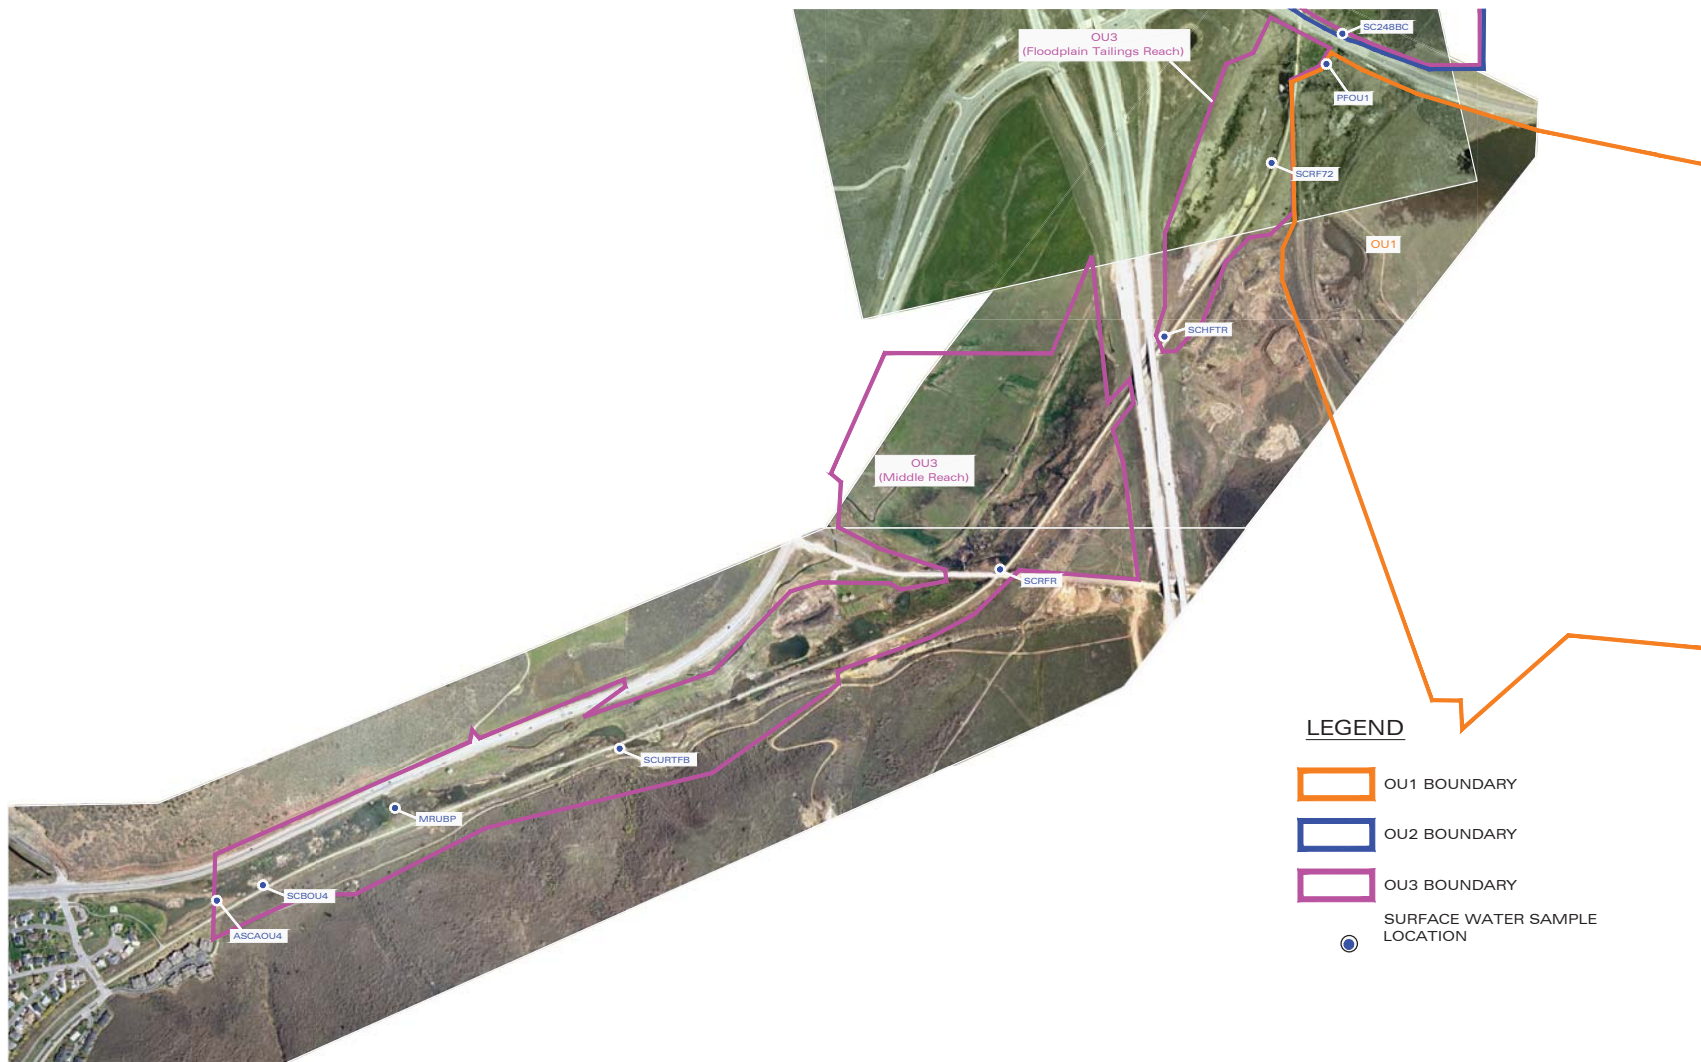 SC248BC
OU3
(Floodplain Tailings Reach)
PFOU1
SCRF72
OU1
SCHFTR
OU3
(Middle Reach)
SCRFR
SCURTFB
MRUBP
SCBOU4
ASCAOU4
LEGEND
OU1 BOUNDARY
OU2 BOUNDARY
OU3 BOUNDARY
SURFACE WATER SAMPLE
LOCATION